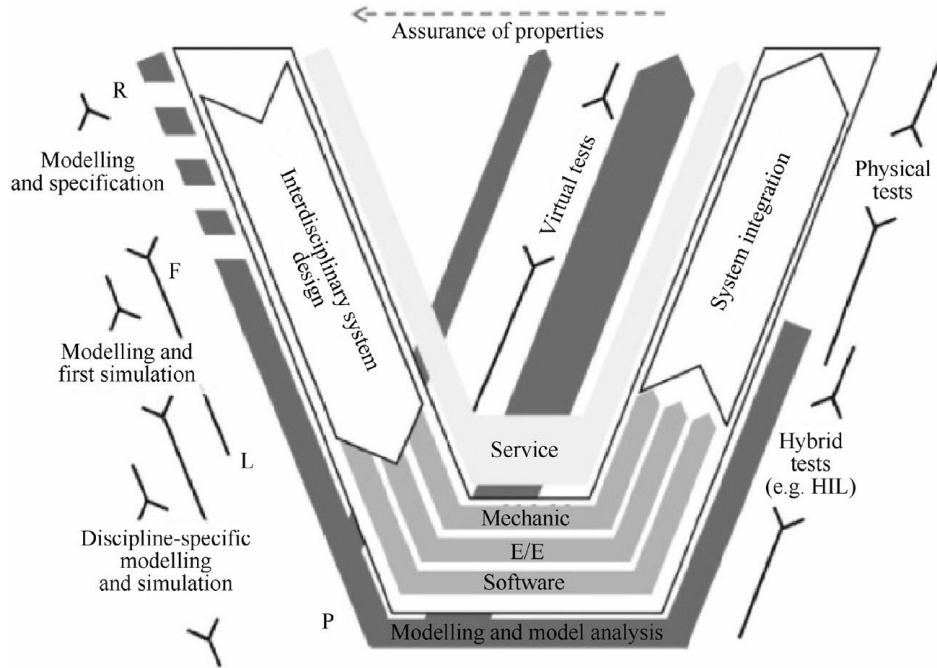 Assurance of properties
R
Modelling
and specification
Interdisciplinary system
design
Virtual tests
System integration
Physical
tests
F
Modelling and
first simulation
L
Service
Hybrid
tests
(e.g. HIL)
Mechanic
E/E
Software
Discipline-specific
modelling
and simulation
P
Modelling and model analysis